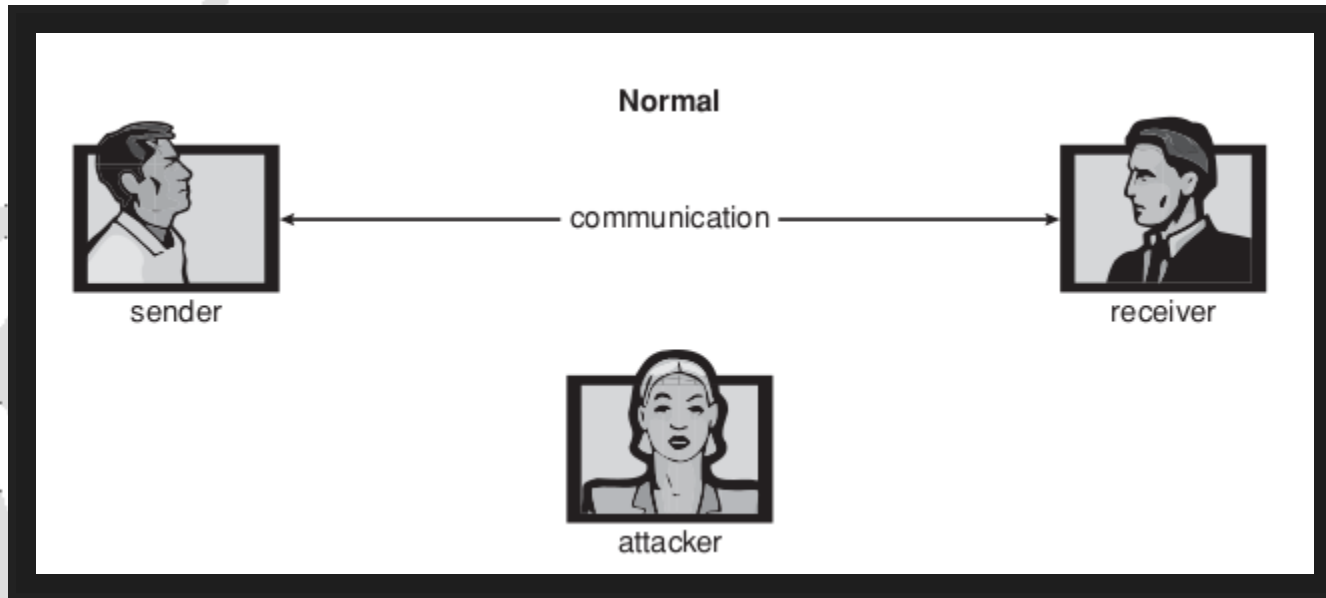 Normal
communication
sender
receiver
attacker